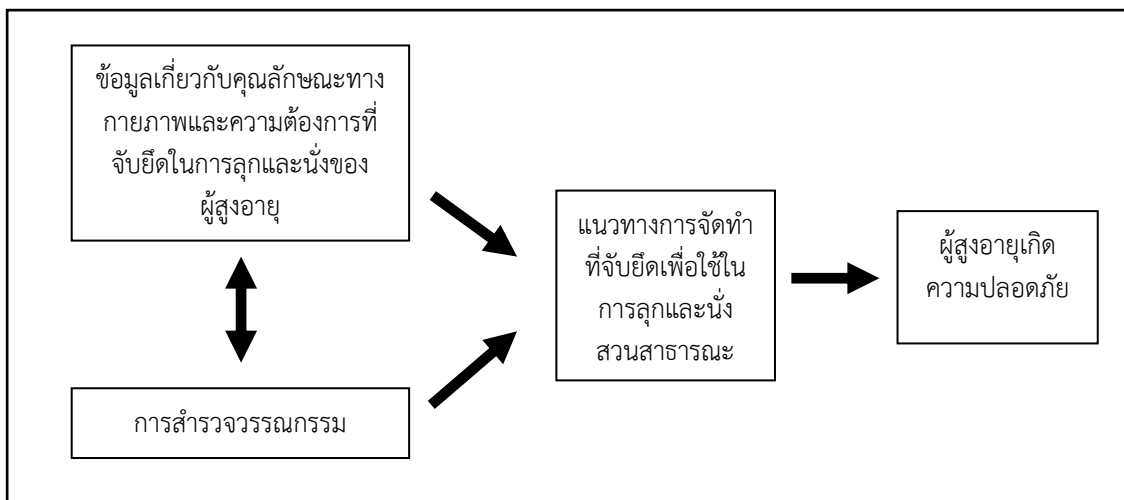 ข้อมูลเกี่ยวกับคุณลักษณะทาง
กายภาพและความต้องการที่
จับยึดในการลุกและนั่งของ
ผู้สูงอายุ
การสำรวจวรรณกรรม
แนวทางการจัดทำ
ที่จับยึดเพื่อใช้ใน
การลุกและนั่ง
สวนสาธารณะ
ผู้สูงอายุเกิด
ความปลอดภัย